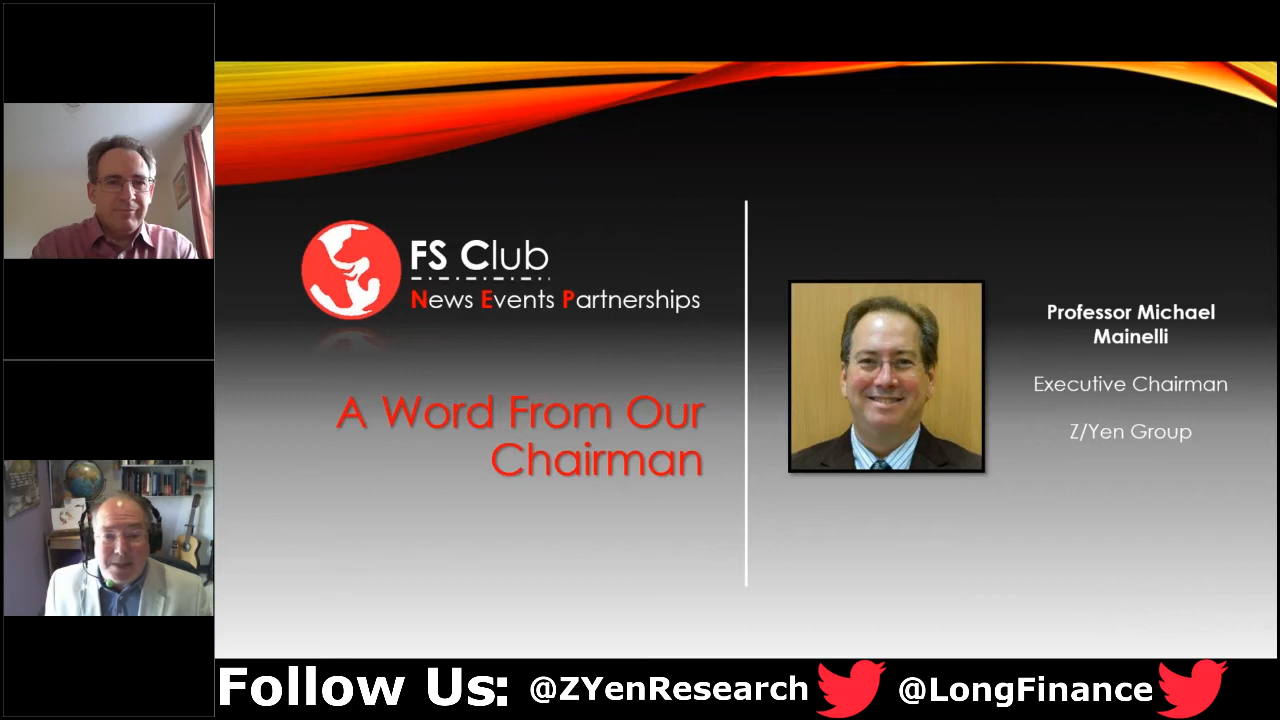 FS Club
News Events Partnerships
A Word From Our
Chairman
Professor Michael
Mainelli
Executive Chairman
Z/Yen Group
Follow Us: @ZYenResearch @LongFinance